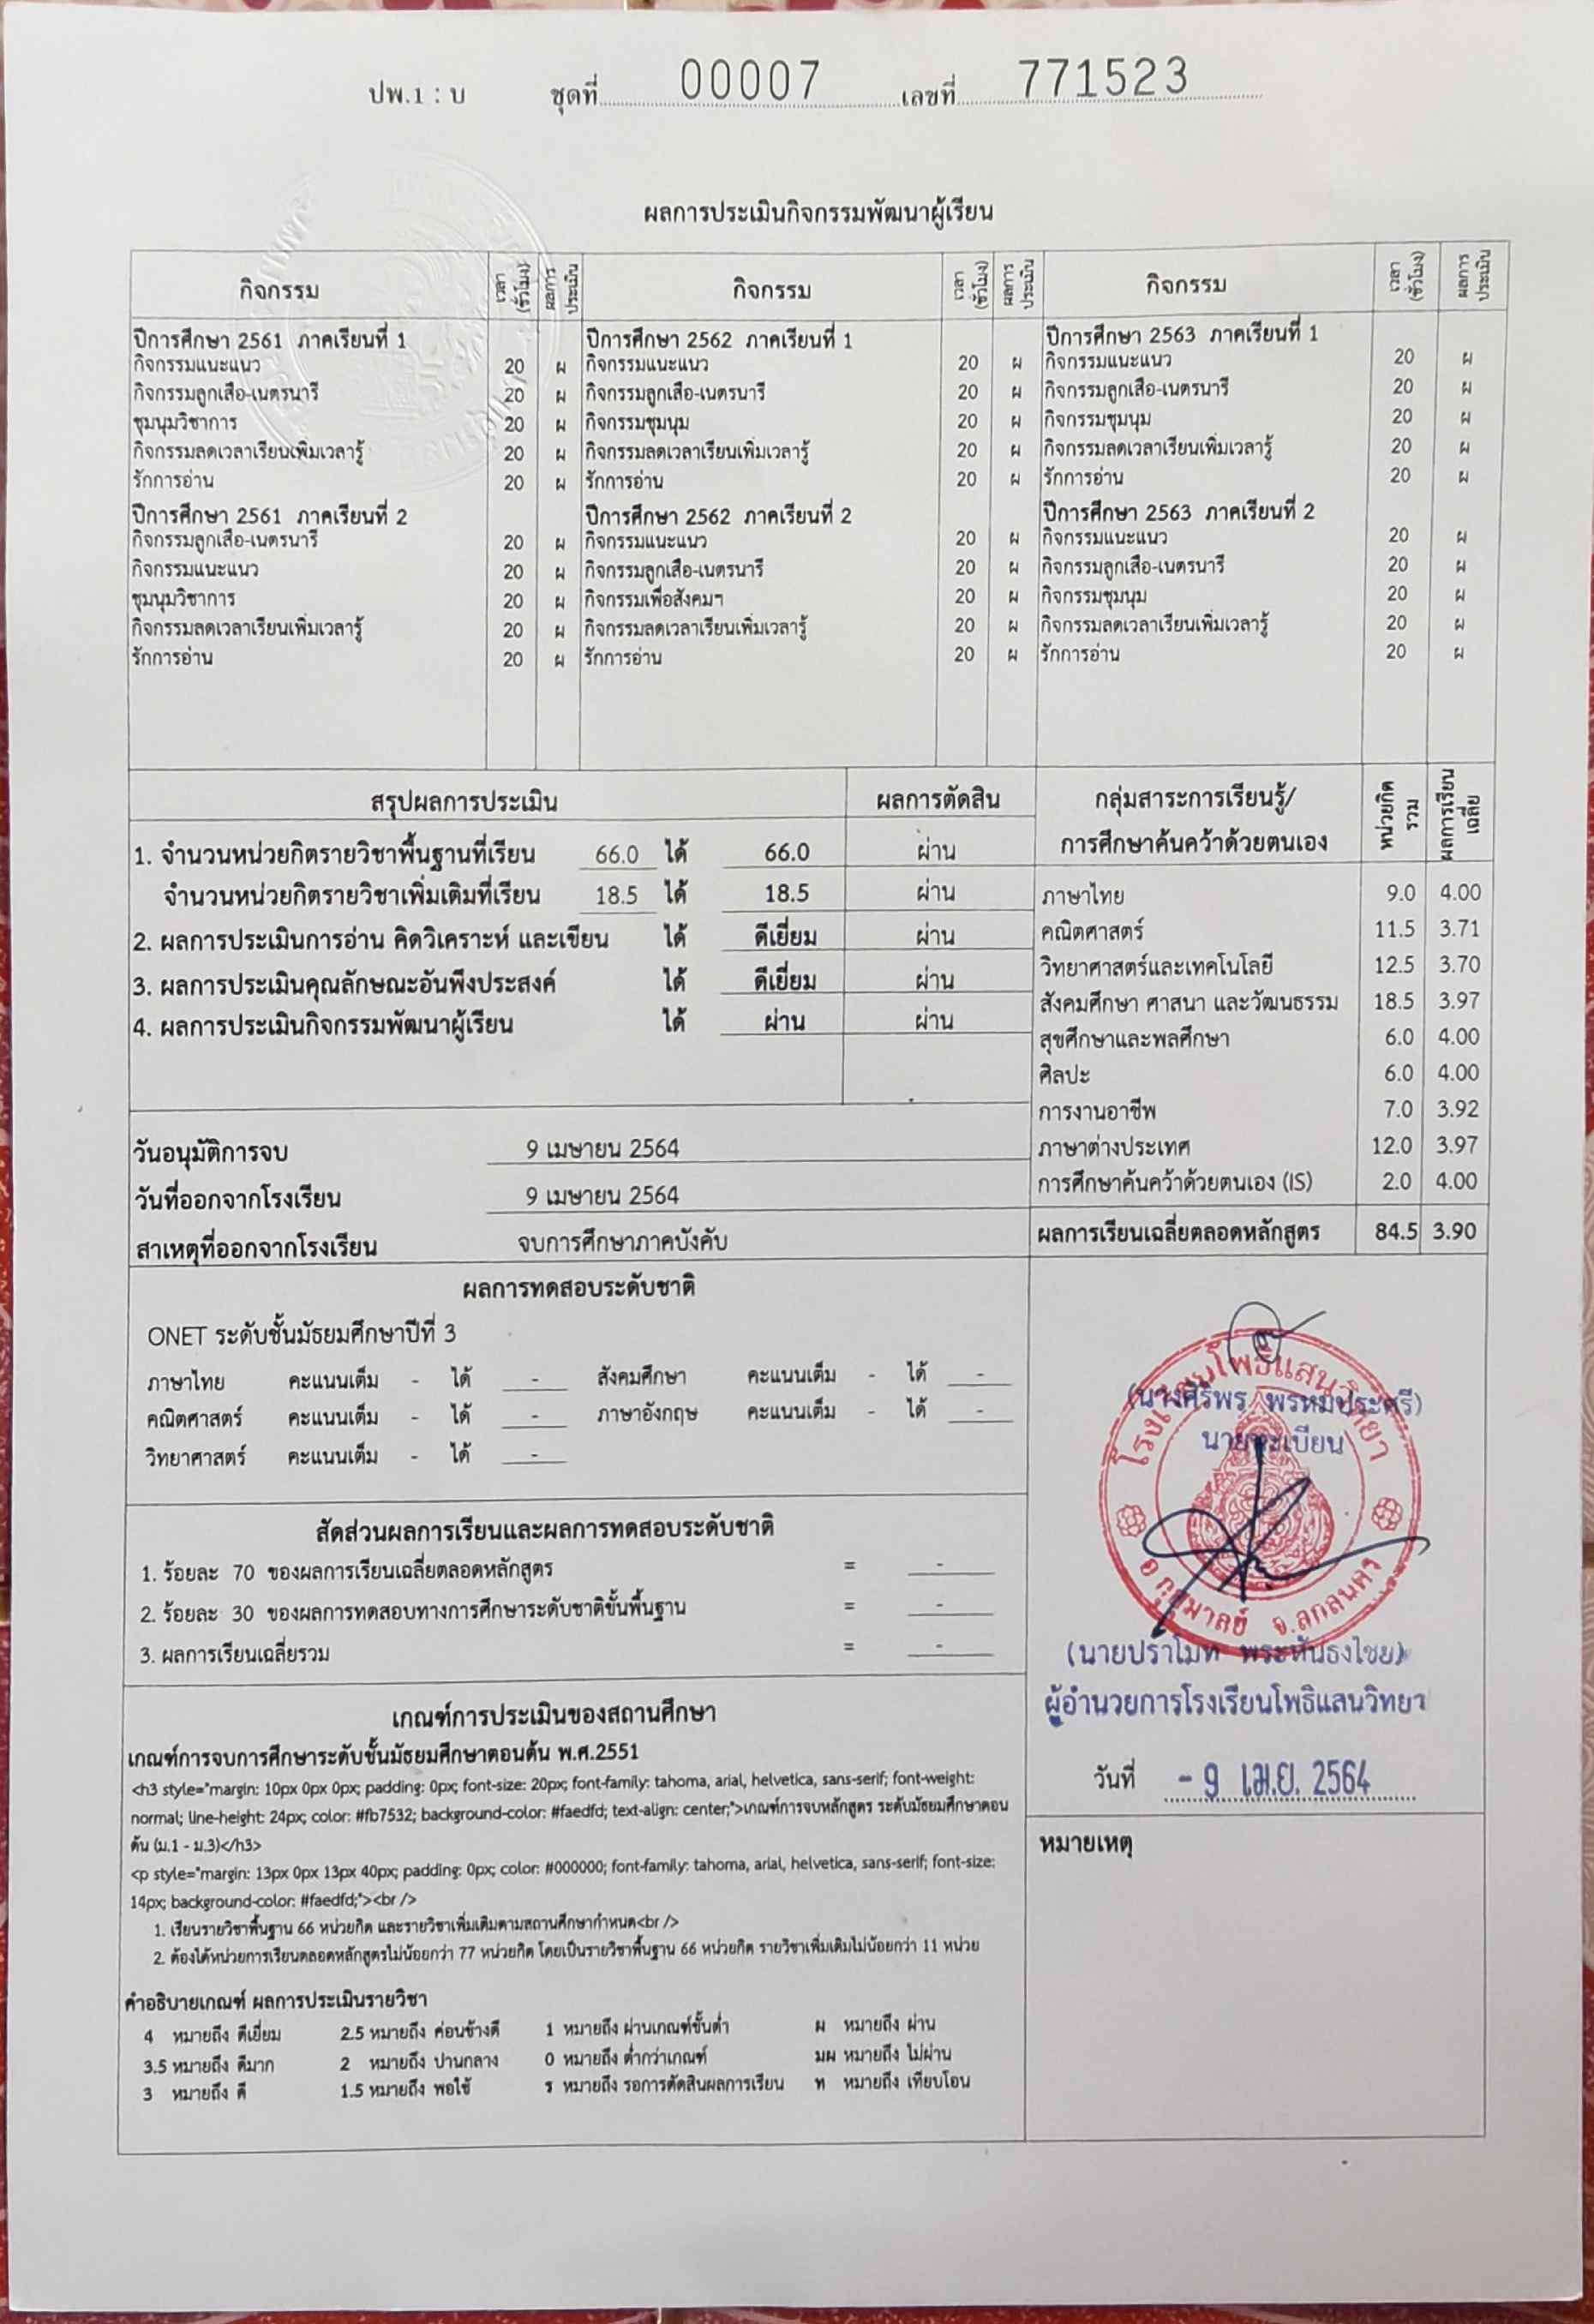 ปพ.1 : บ ชุดที่ 00007 เลขที่ 771523
ผลการประเมินกิจกรรมพัฒนาผู้เรียน
กิจกรรม เวลา (ชั่วโมง) ผลการประเมิน กิจกรรม เวลา (ชั่วโมง) ผลการประเมิน กิจกรรม เวลา (ชั่วโมง) ผลการประเมิน
ปีการศึกษา 2561 ภาคเรียนที่ 1 ปีการศึกษา 2562 ภาคเรียนที่ 1 ปีการศึกษา 2563 ภาคเรียนที่ 1
กิจกรรมแนะแนว 20 ผ กิจกรรมแนะแนว 20 ผ กิจกรรมแนะแนว 20 ผ
กิจกรรมลูกเสือ-เนตรนารี 20 ผ กิจกรรมลูกเสือ-เนตรนารี 20 ผ กิจกรรมลูกเสือ-เนตรนารี 20 ผ
ชุมนุมวิชาการ 20 ผ กิจกรรมชุมนุม 20 ผ กิจกรรมชุมนุม 20 ผ
กิจกรรมลดเวลาเรียนเพิ่มเวลารู้ 20 ผ กิจกรรมลดเวลาเรียนเพิ่มเวลารู้ 20 ผ กิจกรรมลดเวลาเรียนเพิ่มเวลารู้ 20 ผ
รักการอ่าน 20 ผ รักการอ่าน 20 ผ รักการอ่าน 20 ผ
ปีการศึกษา 2561 ภาคเรียนที่ 2 ปีการศึกษา 2562 ภาคเรียนที่ 2 ปีการศึกษา 2563 ภาคเรียนที่ 2
กิจกรรมลูกเสือ-เนตรนารี 20 ผ กิจกรรมแนะแนว 20 ผ กิจกรรมแนะแนว 20 ผ
กิจกรรมแนะแนว 20 ผ กิจกรรมลูกเสือ-เนตรนารี 20 ผ กิจกรรมลูกเสือ-เนตรนารี 20 ผ
ชุมนุมวิชาการ 20 ผ กิจกรรมเพื่อสังคมฯ 20 ผ กิจกรรมชุมนุม 20 ผ
กิจกรรมลดเวลาเรียนเพิ่มเวลารู้ 20 ผ กิจกรรมลดเวลาเรียนเพิ่มเวลารู้ 20 ผ กิจกรรมลดเวลาเรียนเพิ่มเวลารู้ 20 ผ
รักการอ่าน 20 ผ รักการอ่าน 20 ผ รักการอ่าน 20 ผ
สรุปผลการประเมิน ผลการตัดสิน
1. จำนวนหน่วยกิตรายวิชาพื้นฐานที่เรียน 66.0 ได้ 66.0 ผ่าน
จำนวนหน่วยกิตรายวิชาเพิ่มเติมที่เรียน 18.5 ได้ 18.5 ผ่าน
2. ผลการประเมินการอ่าน คิดวิเคราะห์ และเขียน ได้ ดีเยี่ยม ผ่าน
3. ผลการประเมินคุณลักษณะอันพึงประสงค์ ได้ ดีเยี่ยม ผ่าน
4. ผลการประเมินกิจกรรมพัฒนาผู้เรียน ได้ ผ่าน ผ่าน
วันอนุมัติการจบ 9 เมษายน 2564
วันที่ออกจากโรงเรียน 9 เมษายน 2564
สาเหตุที่ออกจากโรงเรียน จบการศึกษาภาคบังคับ
กลุ่มสาระการเรียนรู้/ การศึกษาค้นคว้าด้วยตนเอง หน่วยกิตรวม ผลการเรียนเฉลี่ย
ภาษาไทย 9.0 4.00
คณิตศาสตร์ 11.5 3.71
วิทยาศาสตร์และเทคโนโลยี 12.5 3.70
สังคมศึกษา ศาสนา และวัฒนธรรม 18.5 3.97
สุขศึกษาและพลศึกษา 6.0 4.00
ศิลปะ 6.0 4.00
การงานอาชีพ 7.0 3.92
ภาษาต่างประเทศ 12.0 3.97
การศึกษาค้นคว้าด้วยตนเอง (IS) 2.0 4.00
ผลการเรียนเฉลี่ยตลอดหลักสูตร 84.5 3.90
ผลการทดสอบระดับชาติ
ONET ระดับชั้นมัธยมศึกษาปีที่ 3
ภาษาไทย คะแนนเต็ม - ได้ - สังคมศึกษา คะแนนเต็ม - ได้ -
คณิตศาสตร์ คะแนนเต็ม - ได้ - ภาษาอังกฤษ คะแนนเต็ม - ได้ -
วิทยาศาสตร์ คะแนนเต็ม - ได้ -
สัดส่วนผลการเรียนและผลการทดสอบระดับชาติ
1. ร้อยละ 70 ของผลการเรียนเฉลี่ยตลอดหลักสูตร = -
2. ร้อยละ 30 ของผลการทดสอบทางการศึกษาระดับชาติขั้นพื้นฐาน = -
3. ผลการเรียนเฉลี่ยรวม = -
เกณฑ์การประเมินของสถานศึกษา
เกณฑ์การจบการศึกษาระดับชั้นมัธยมศึกษาตอนต้น พ.ศ.2551
<h3 style="margin: 10px 0px 0px; padding: 0px; font-size: 20px; font-family: tahoma, arial, helvetica, sans-serif; font-weight:
normal; line-height: 24px; color: #fb7532; background-color: #faedfd; text-align: center;">เกณฑ์การจบหลักสูตร ระดับมัธยมศึกษาตอน
ต้น (ม.1 - ม.3)</h3>
<p style="margin: 13px 0px 13px 40px; padding: 0px; color: #000000; font-family: tahoma, arial, helvetica, sans-serif; font-size:
14px; background-color: #faedfd;"><br />
1. เรียนรายวิชาพื้นฐาน 66 หน่วยกิต และรายวิชาเพิ่มเติมตามสถานศึกษากำหนด<br />
2. ต้องได้หน่วยการเรียนตลอดหลักสูตรไม่น้อยกว่า 77 หน่วยกิต โดยเป็นรายวิชาพื้นฐาน 66 หน่วยกิต รายวิชาเพิ่มเติมไม่น้อยกว่า 11 หน่วย
คำอธิบายเกณฑ์ ผลการประเมินรายวิชา
4 หมายถึง ดีเยี่ยม 2.5 หมายถึง ค่อนข้างดี 1 หมายถึง ผ่านเกณฑ์ขั้นต่ำ ผ หมายถึง ผ่าน
3.5 หมายถึง ดีมาก 2 หมายถึง ปานกลาง 0 หมายถึง ต่ำกว่าเกณฑ์ มผ หมายถึง ไม่ผ่าน
3 หมายถึง ดี 1.5 หมายถึง พอใช้ ร หมายถึง รอการตัดสินผลการเรียน ท หมายถึง เทียบโอน
โรงเรียนโพธิแสนวิทยา
(นางศิริพร พรหมประศรี)
นายทะเบียน
อ.กุสุมาลย์ จ.สกลนคร
(นายปราโมท พระหันธงไชย)
ผู้อำนวยการโรงเรียนโพธิแสนวิทยา
วันที่ - 9 เม.ย. 2564
หมายเหตุ